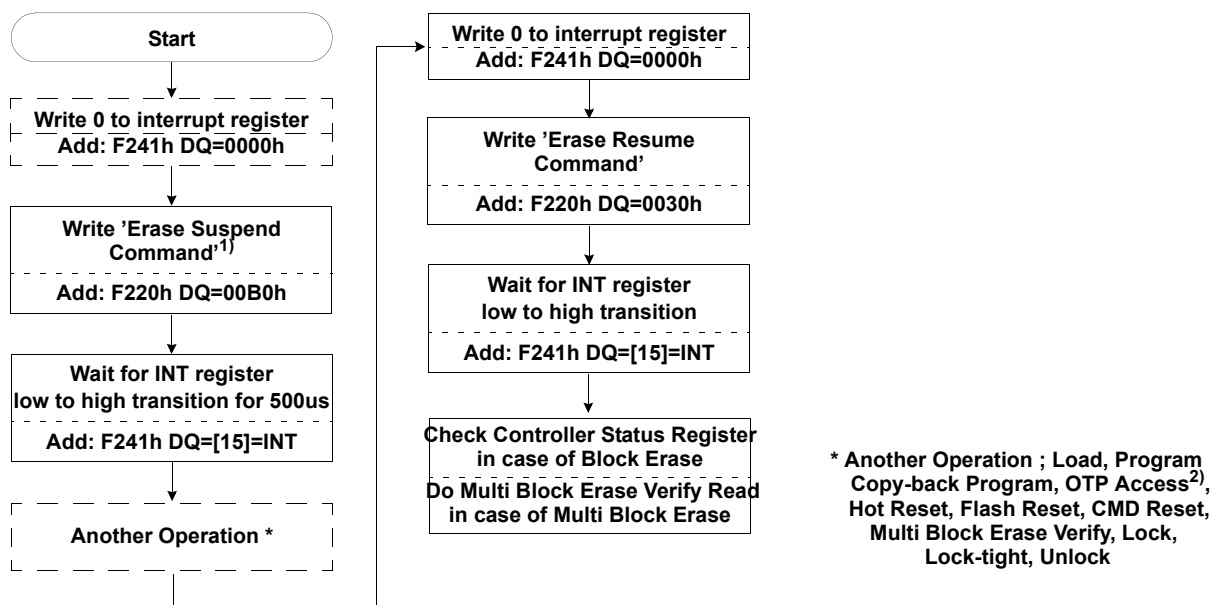 Start
Write 0 to interrupt register
Add: F241h DQ=0000h
Write ’Erase Suspend
Command’1)
Add: F220h DQ=00B0h
Wait for INT register
low to high transition for 500us
Add: F241h DQ=[15]=INT
Another Operation *
Write 0 to interrupt register
Add: F241h DQ=0000h
Write ’Erase Resume
Command’
Add: F220h DQ=0030h
Wait for INT register
low to high transition
Add: F241h DQ=[15]=INT
Check Controller Status Register
in case of Block Erase
Do Multi Block Erase Verify Read
in case of Multi Block Erase
* Another Operation ; Load, Program
Copy-back Program, OTP Access2),
Hot Reset, Flash Reset, CMD Reset,
Multi Block Erase Verify, Lock,
Lock-tight, Unlock